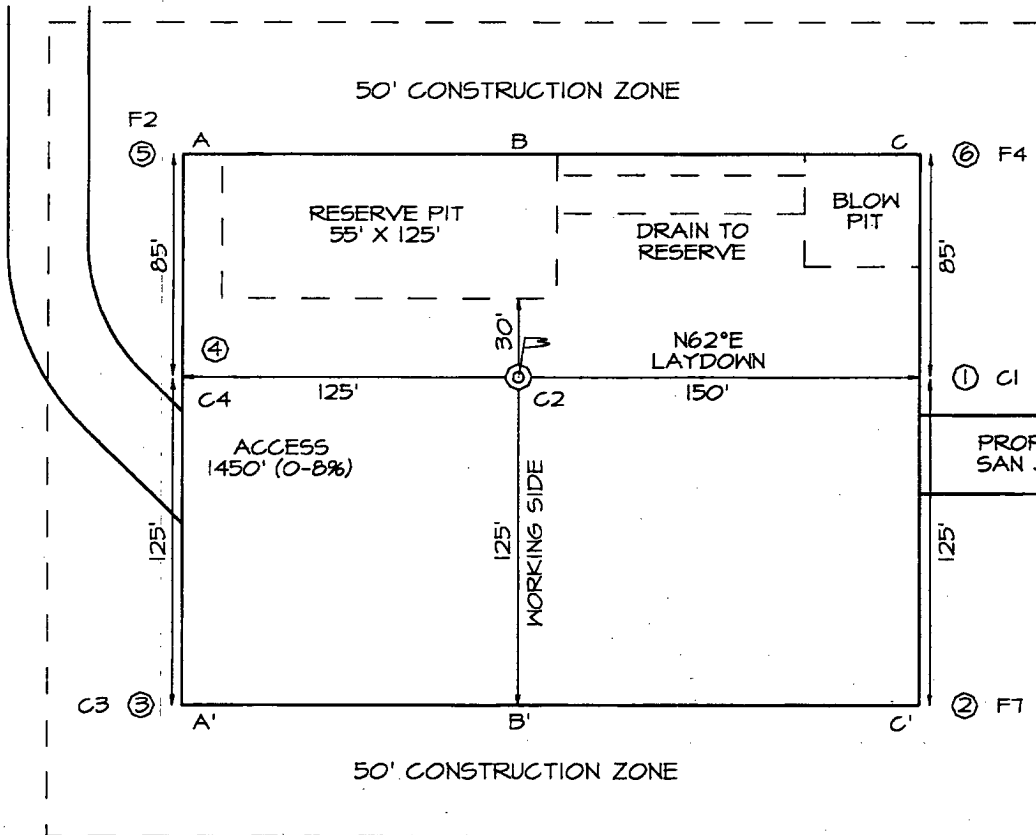 50' CONSTRUCTION ZONE
F2
A
B
C
5
6 F4
RESERVE PIT
55' X 125'
BLOW
PIT
DRAIN TO
RESERVE
85'
85'
30'
4
N62°E
LAYDOWN
1 C1
C4
125'
C2
150'
ACCESS
1450' (0-8%)
125'
125'
WORKING SIDE
125'
C3 3
2 F7
A'
B'
C'
50' CONSTRUCTION ZONE